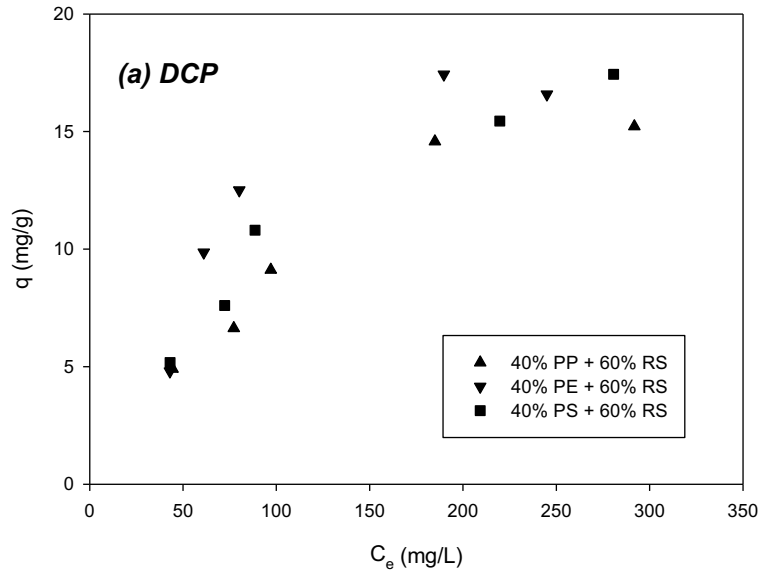 20
(a) DCP
15
q (mg/g)
10
5
0
40% PP + 60% RS
40% PE + 60% RS
40% PS + 60% RS
0 50 100 150 200 250 300 350
Cₑ (mg/L)